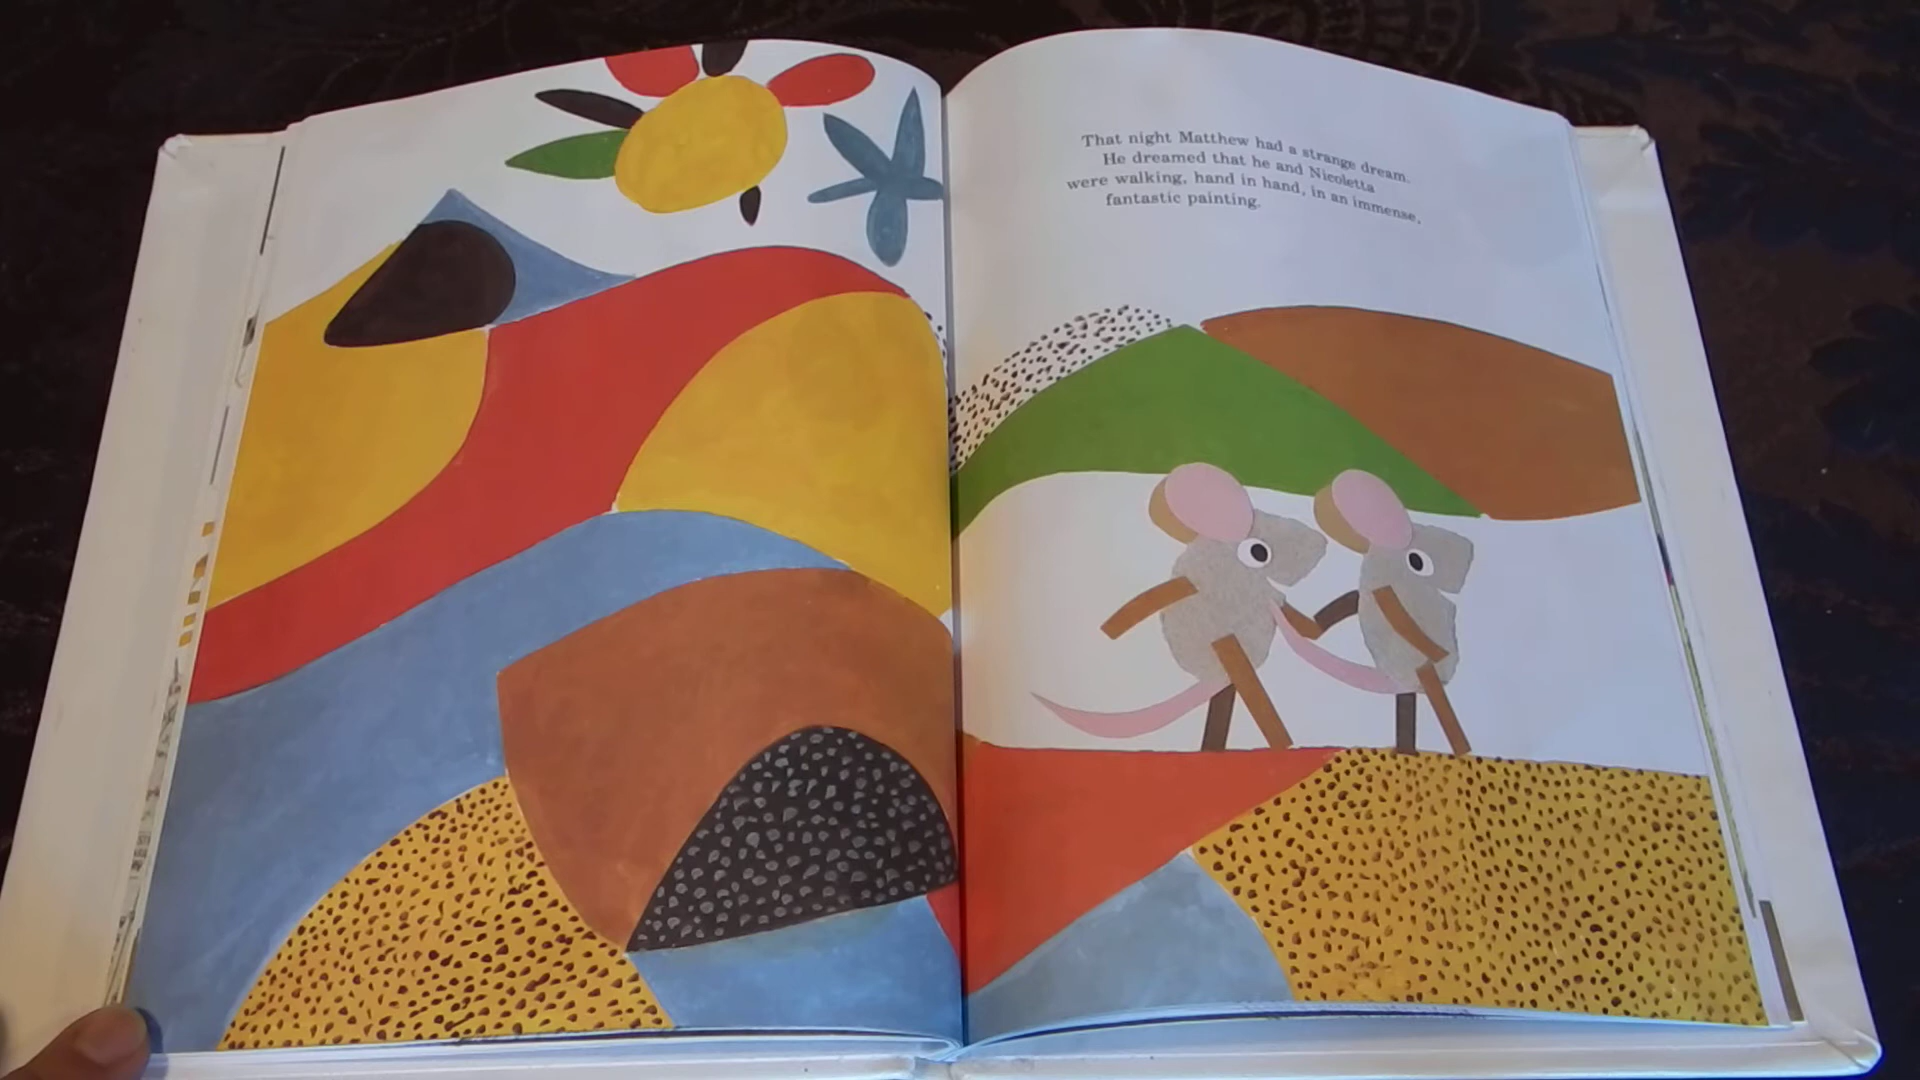 That night Matthew had a strange dream.
He dreamed that he and Nicoletta
were walking, hand in hand, in an immense,
fantastic painting.